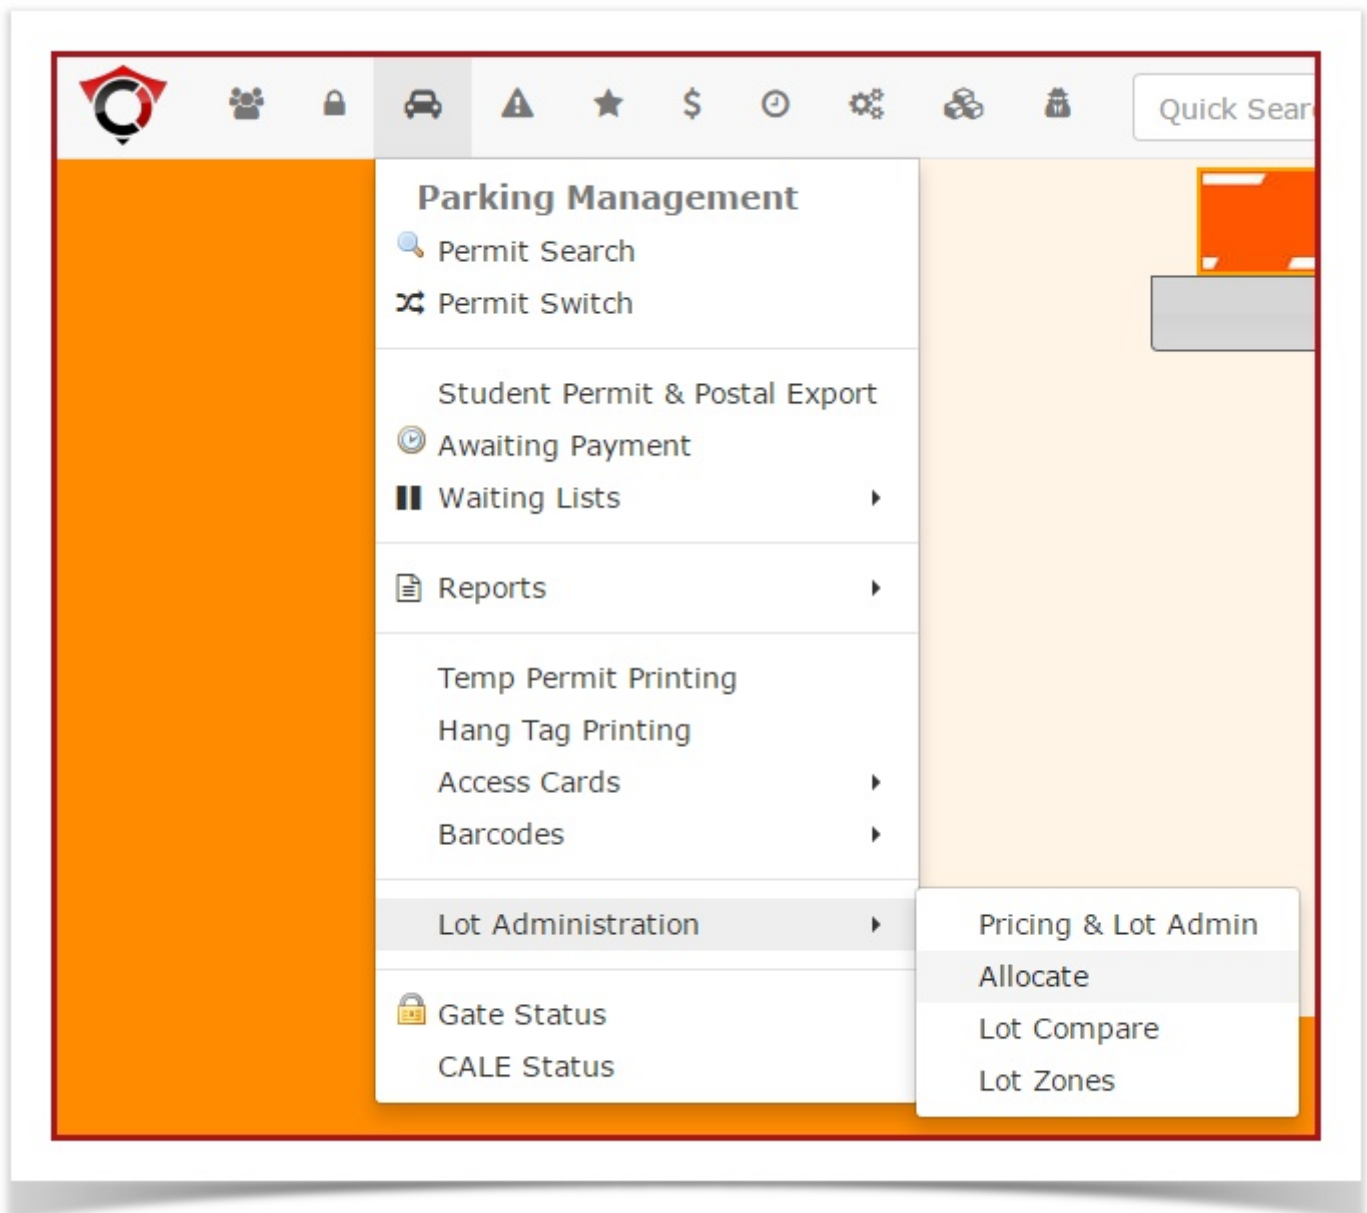 Quick Sear
Parking Management
Permit Search
Permit Switch
Student Permit & Postal Export
Awaiting Payment
Waiting Lists
Reports
Temp Permit Printing
Hang Tag Printing
Access Cards
Barcodes
Lot Administration
Pricing & Lot Admin
Allocate
Lot Compare
Lot Zones
Gate Status
CALE Status